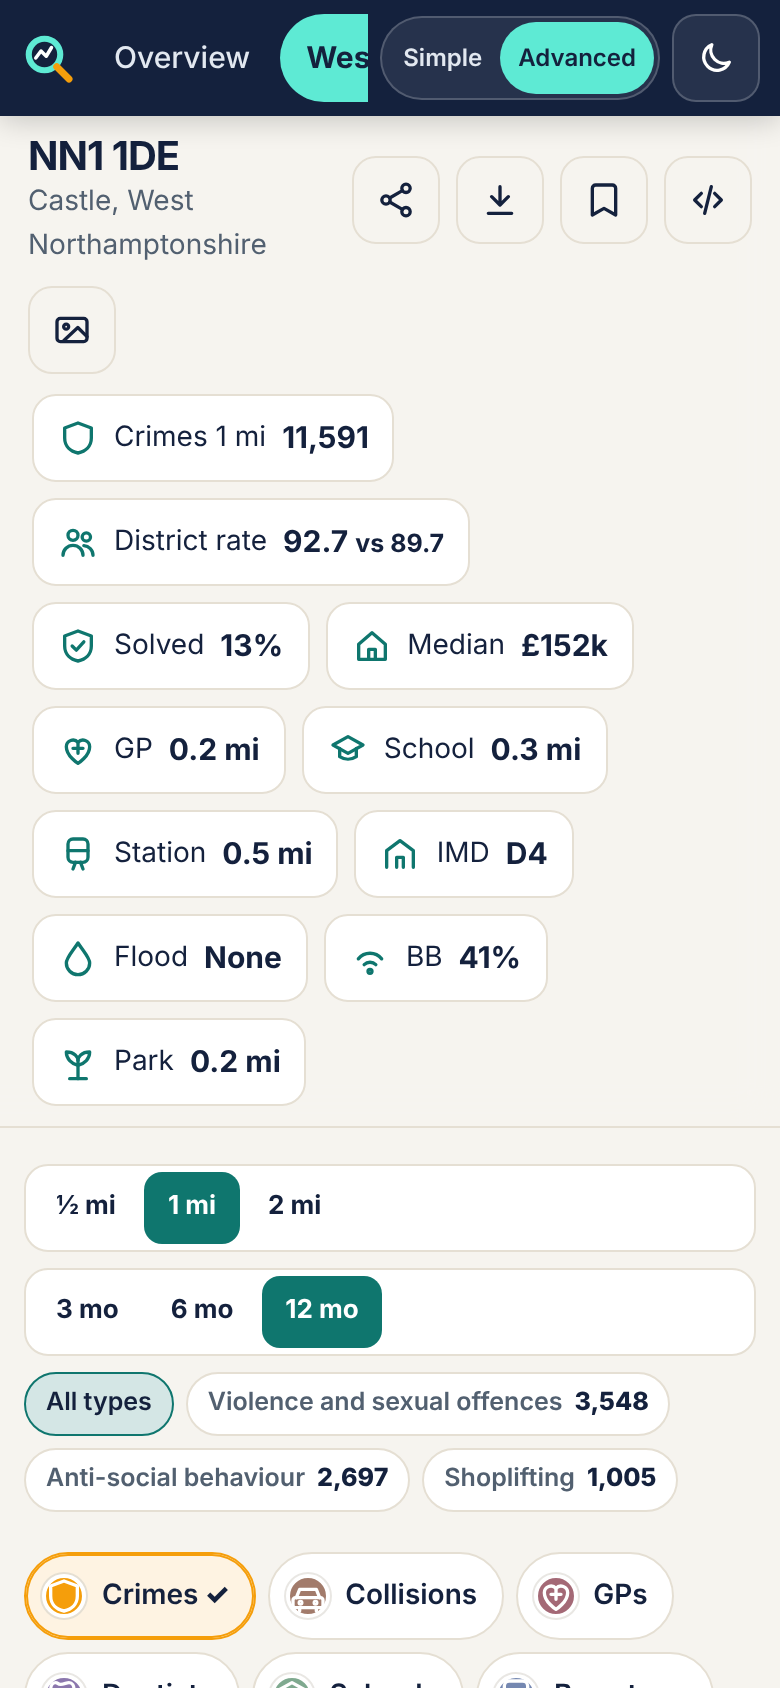 Overview Wes Simple Advanced
NN1 1DE
Castle, West
Northamptonshire
Crimes 1 mi 11,591
District rate 92.7 vs 89.7
Solved 13% Median £152k
GP 0.2 mi School 0.3 mi
Station 0.5 mi IMD D4
Flood None BB 41%
Park 0.2 mi
½ mi 1 mi 2 mi
3 mo 6 mo 12 mo
All types Violence and sexual offences 3,548
Anti-social behaviour 2,697 Shoplifting 1,005
Crimes Collisions GPs